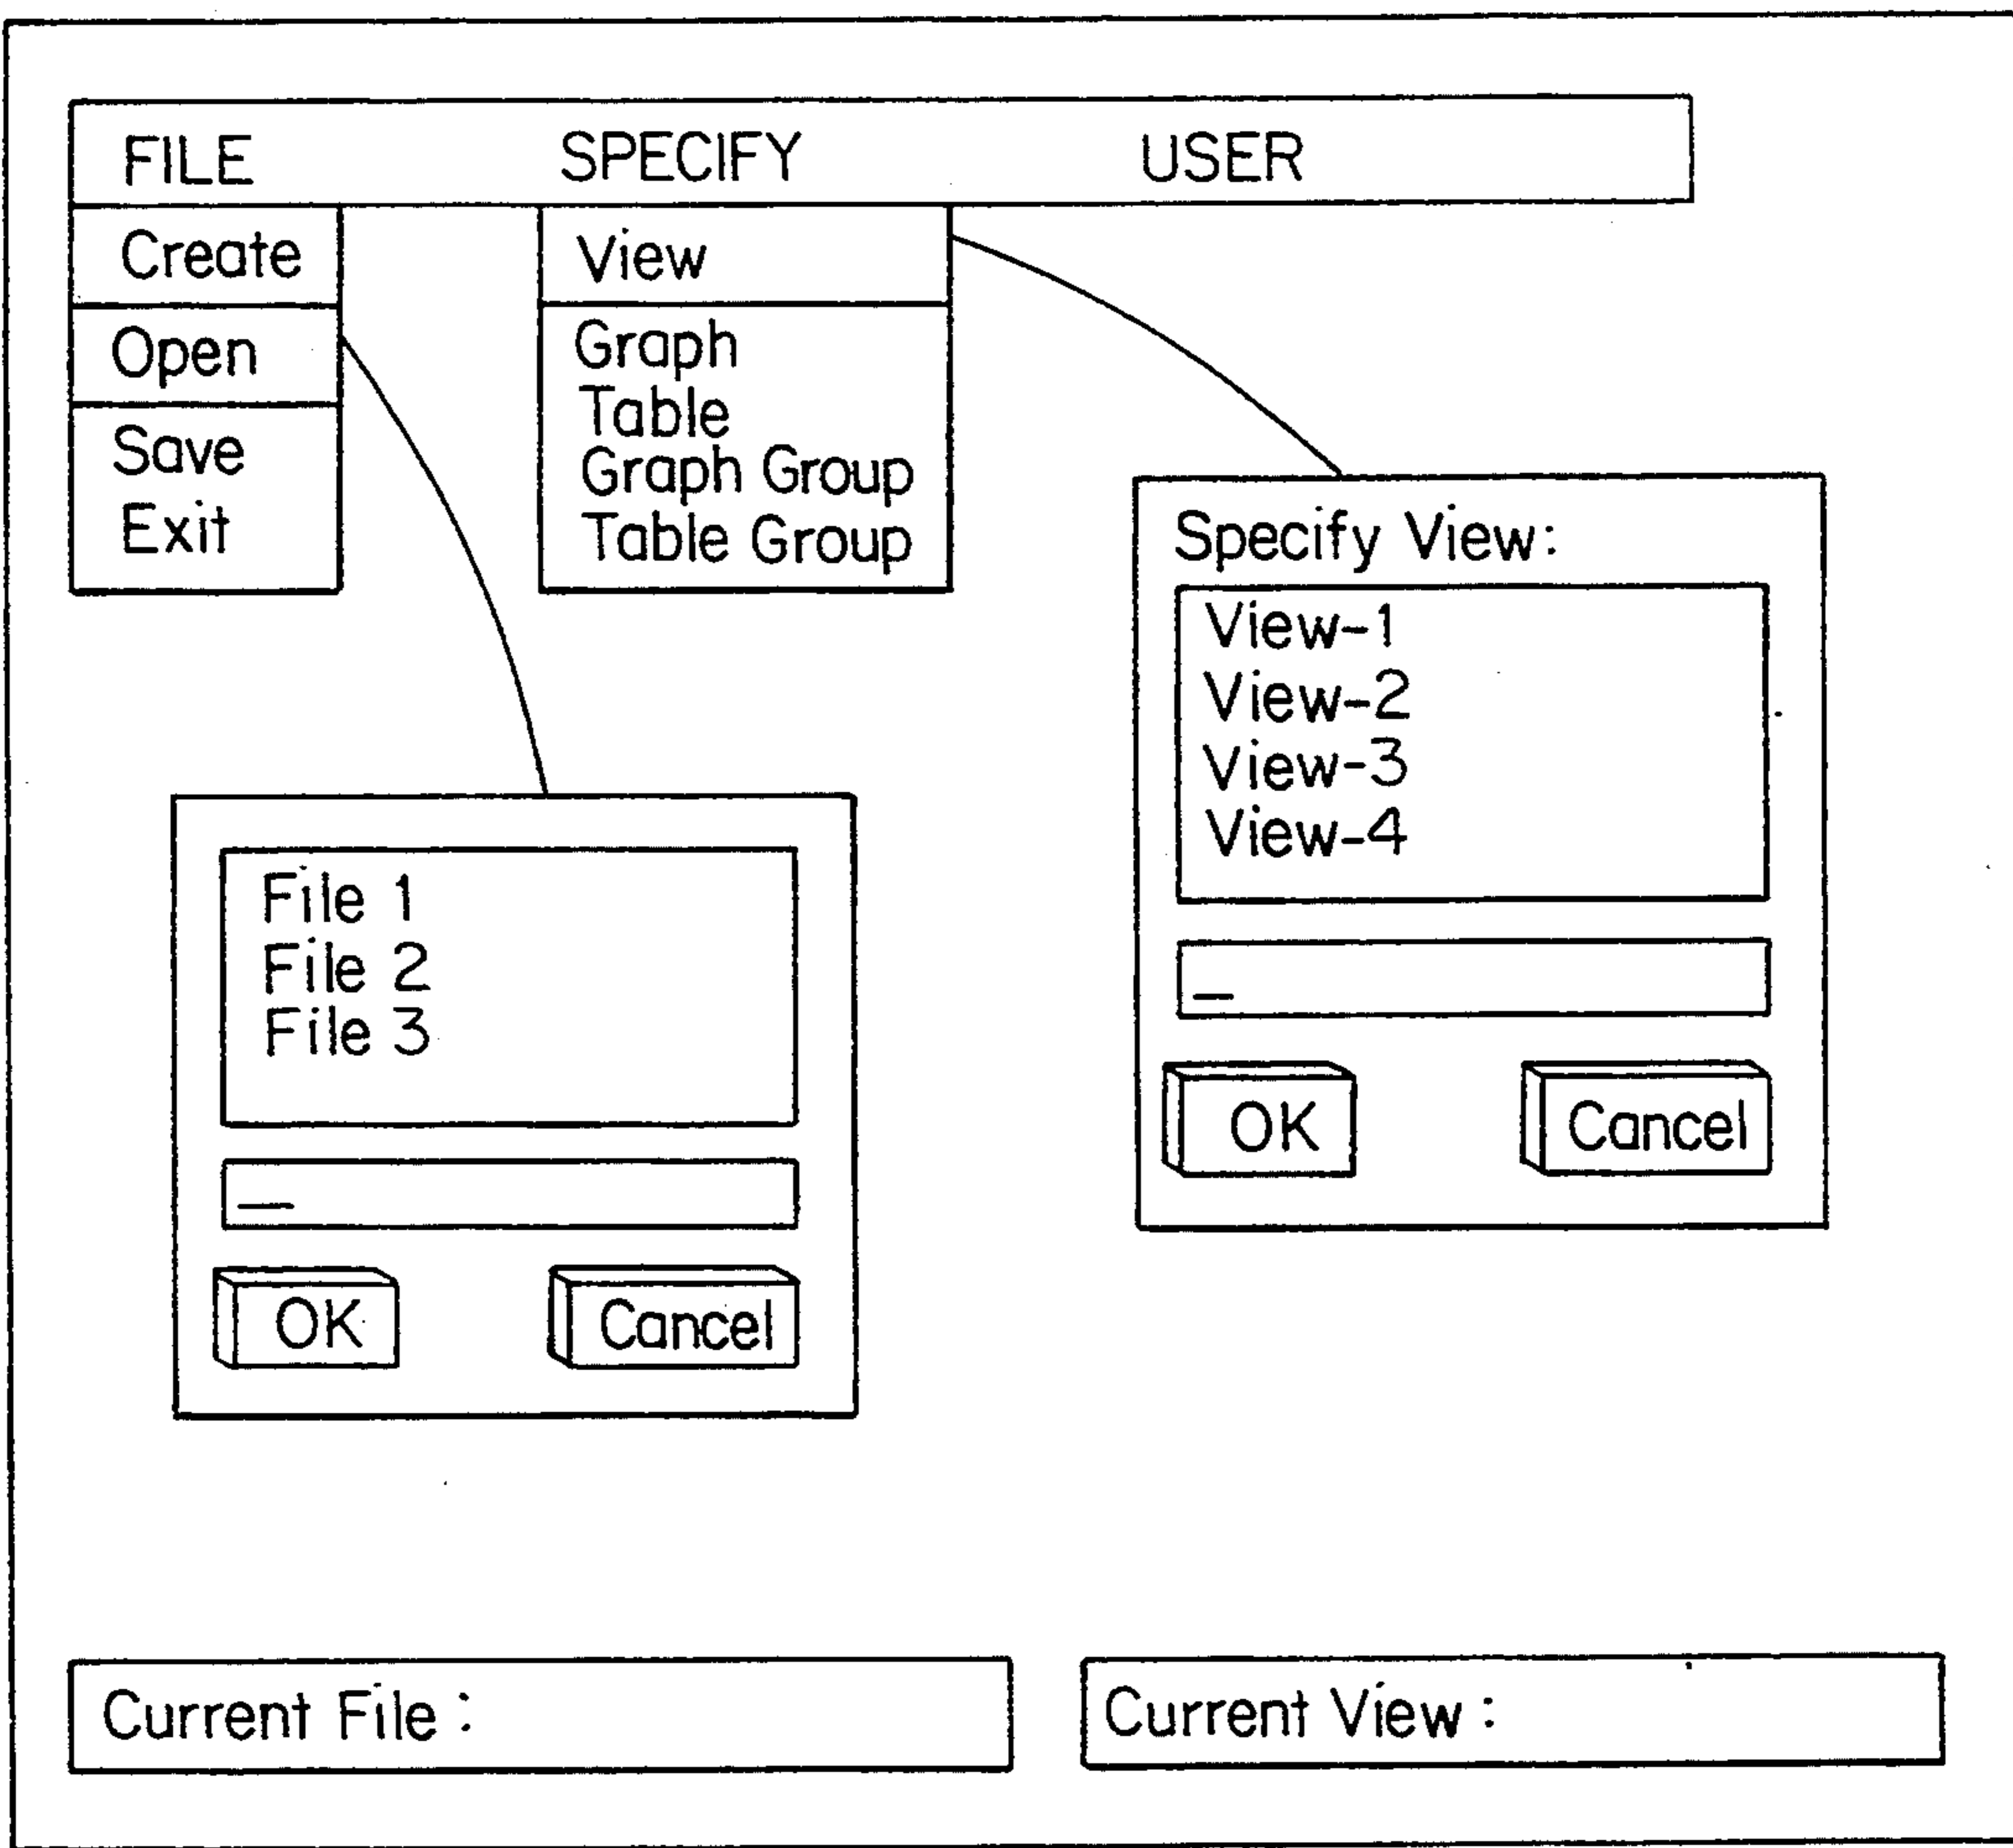 FILE SPECIFY USER
Create
Open
Save
Exit
View
Graph
Table
Graph Group
Table Group
Specify View:
View-1
View-2
View-3
View-4
_
OK Cancel
File 1
File 2
File 3
__
OK Cancel
Current File :
Current View :